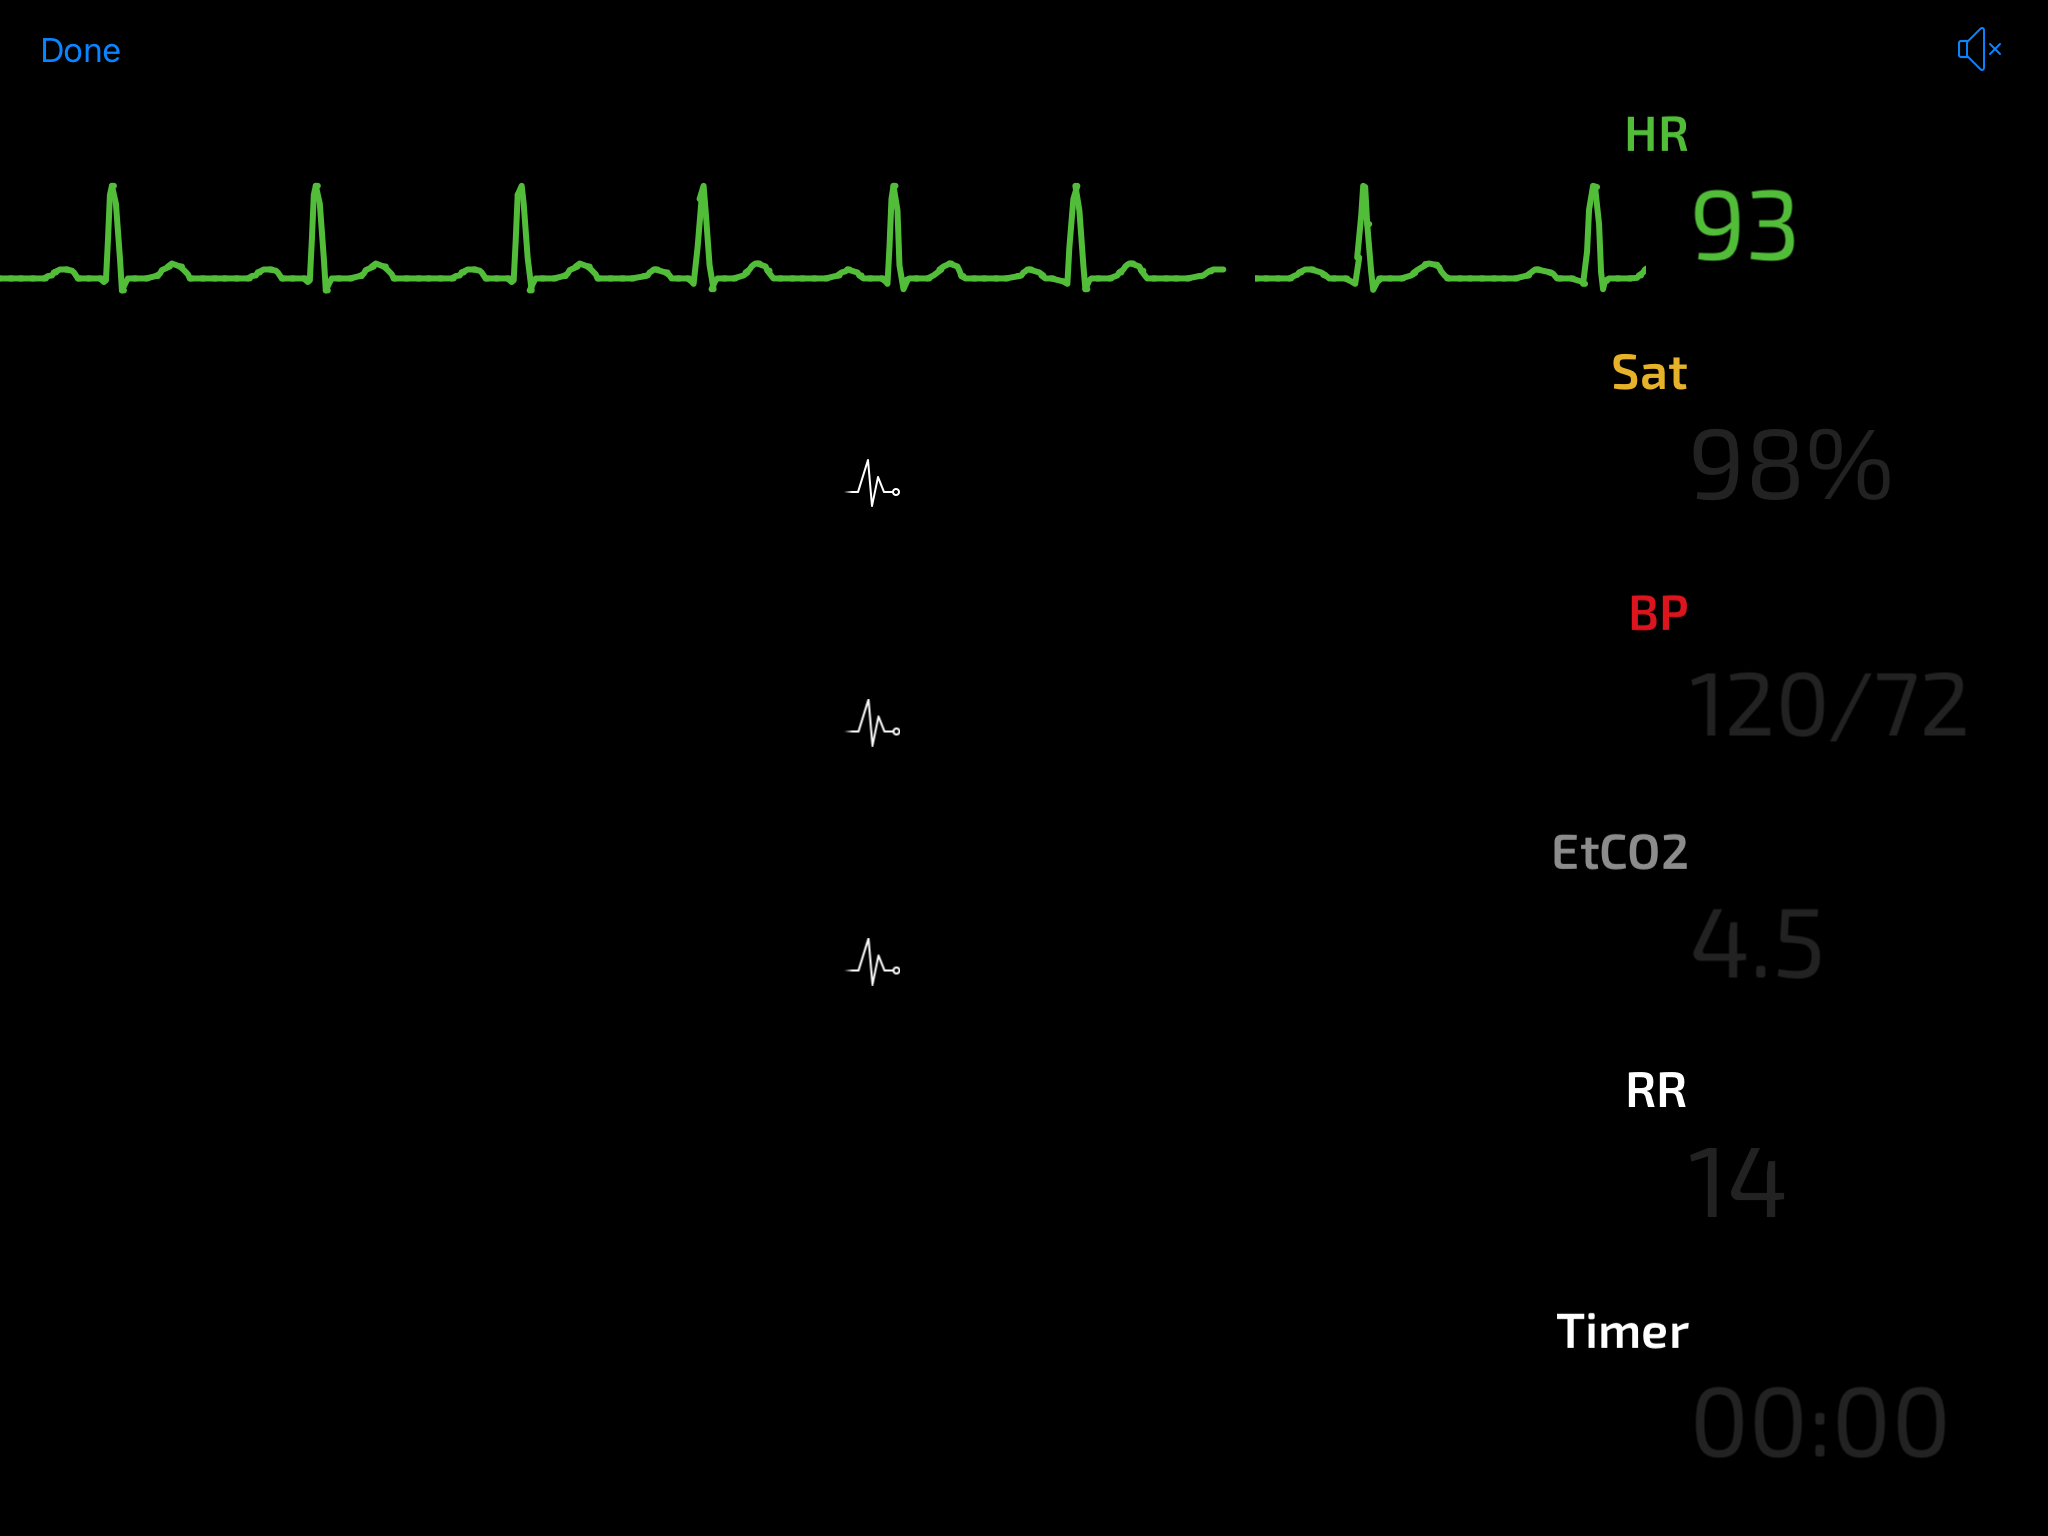 Done
HR
93
Sat
98%
BP
120/72
EtCO2
4.5
RR
14
Timer
00:00